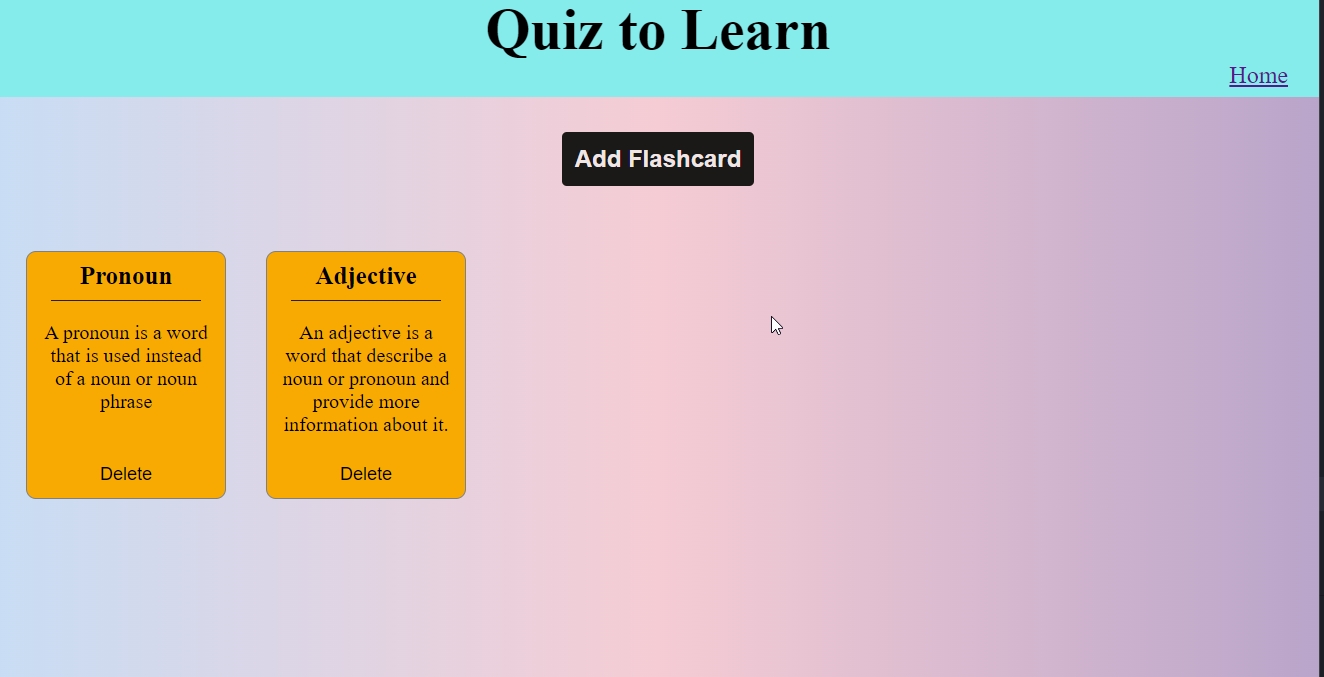 Quiz to Learn
Home
Add Flashcard
Pronoun
A pronoun is a word
that is used instead
of a noun or noun
phrase
Delete
Adjective
An adjective is a
word that describe a
noun or pronoun and
provide more
information about it.
Delete